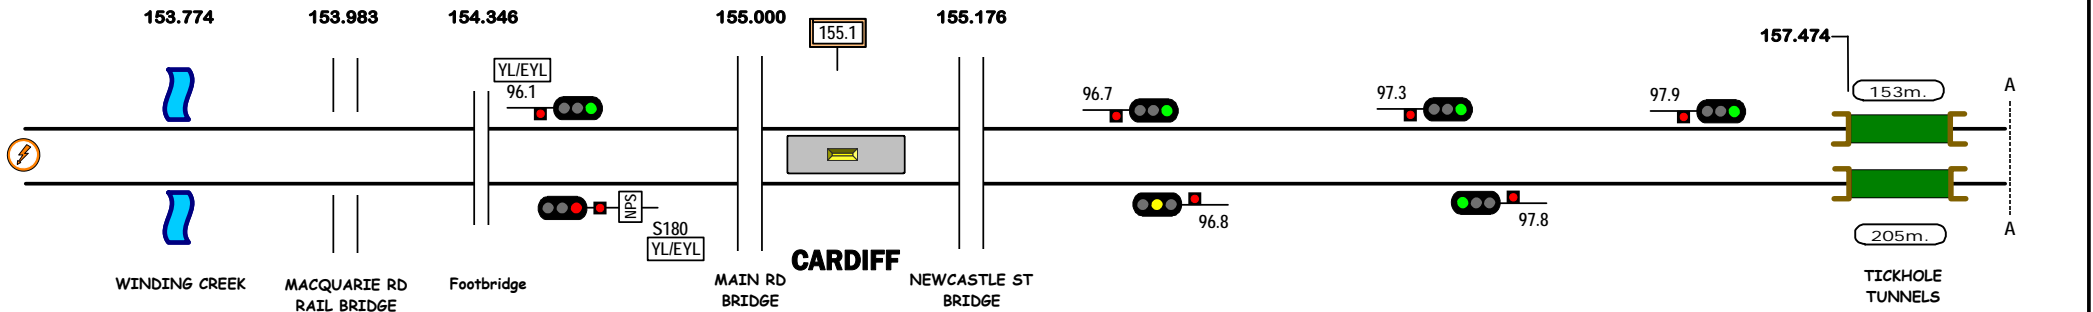 153.774
153.983
154.346
155.000
155.1
155.176
157.474
YL/EYL
96.1
96.7
97.3
97.9
153m.
A
NPS
S180
YL/EYL
96.8
97.8
205m.
A
CARDIFF
WINDING CREEK
MACQUARIE RD
RAIL BRIDGE
Footbridge
MAIN RD
BRIDGE
NEWCASTLE ST
BRIDGE
TICKHOLE
TUNNELS